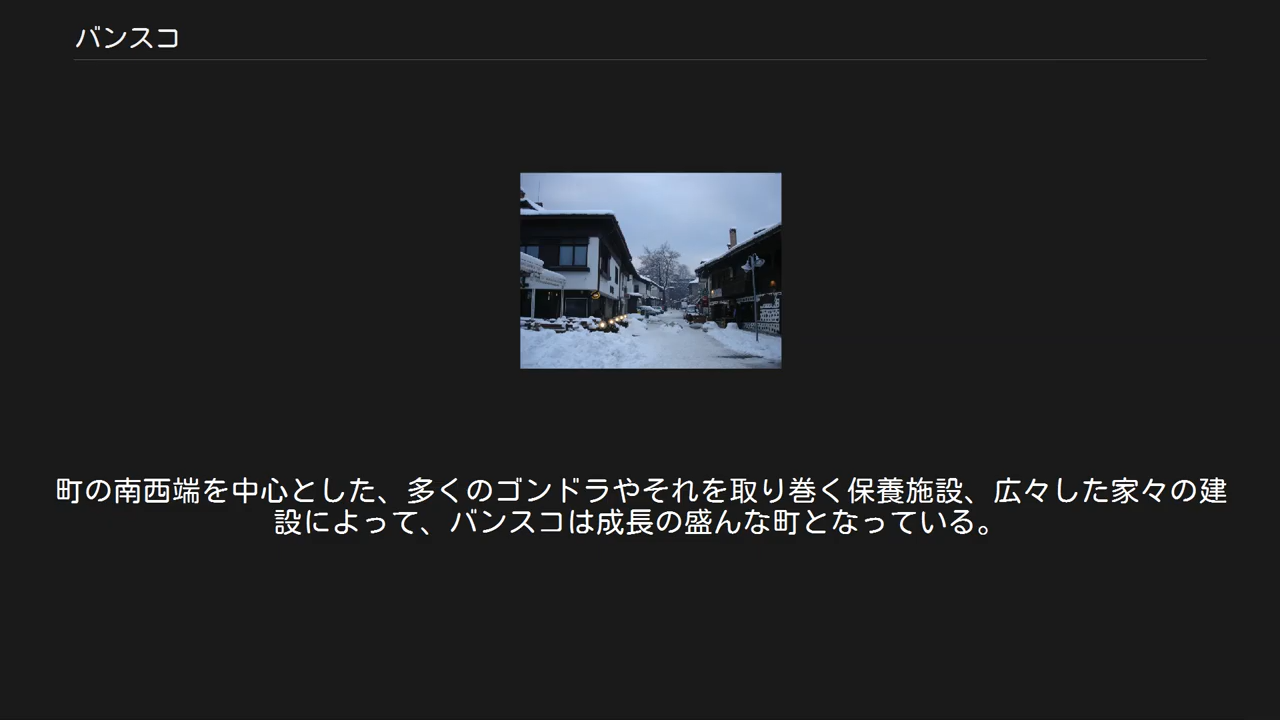 バンスコ
町の南西端を中心とした、多くのゴンドラやそれを取り巻く保養施設、広々した家々の建
設によって、バンスコは成長の盛んな町となっている。